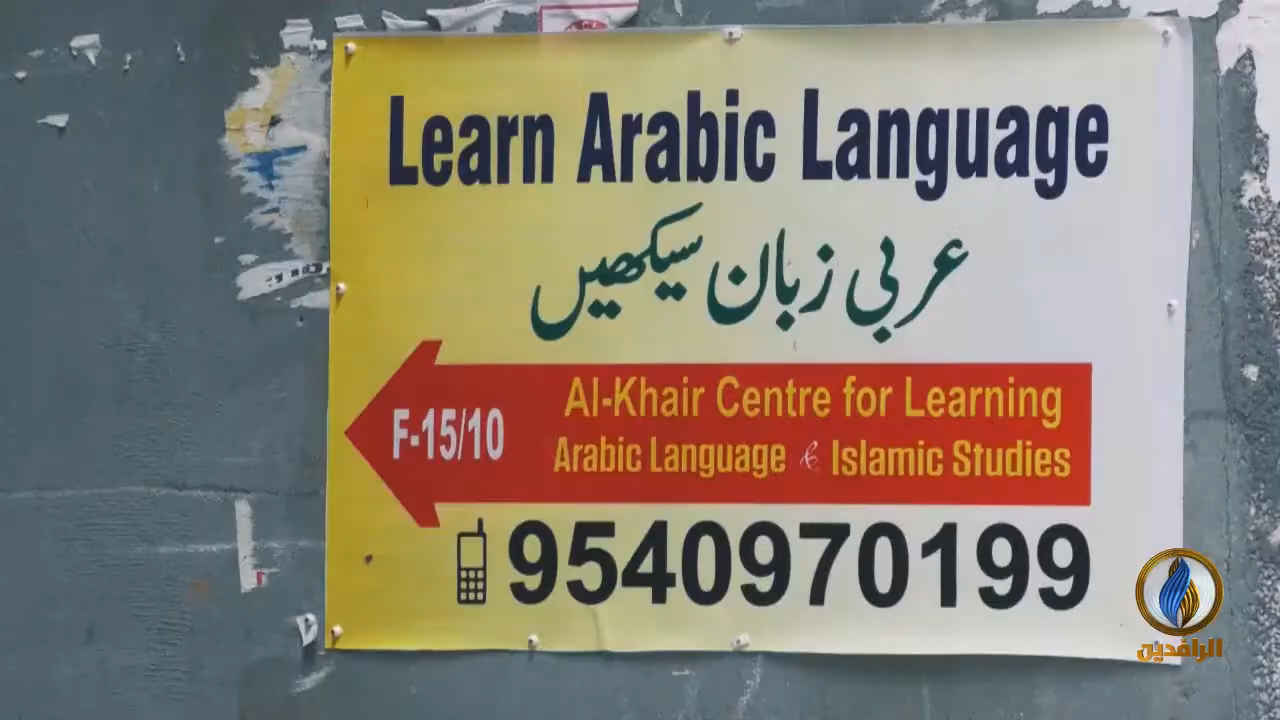 Learn Arabic Language
عربی زبان سیکھیں
Al-Khair Centre for Learning
F-15/10
Arabic Language & Islamic Studies
9540970199
الرافدين